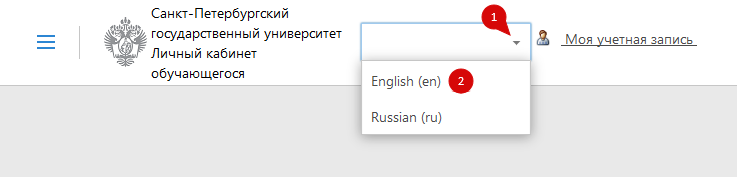 Санкт-Петербургский
государственный университет
Личный кабинет
обучающегося
1
Моя учетная запись
English (en) 2
Russian (ru)